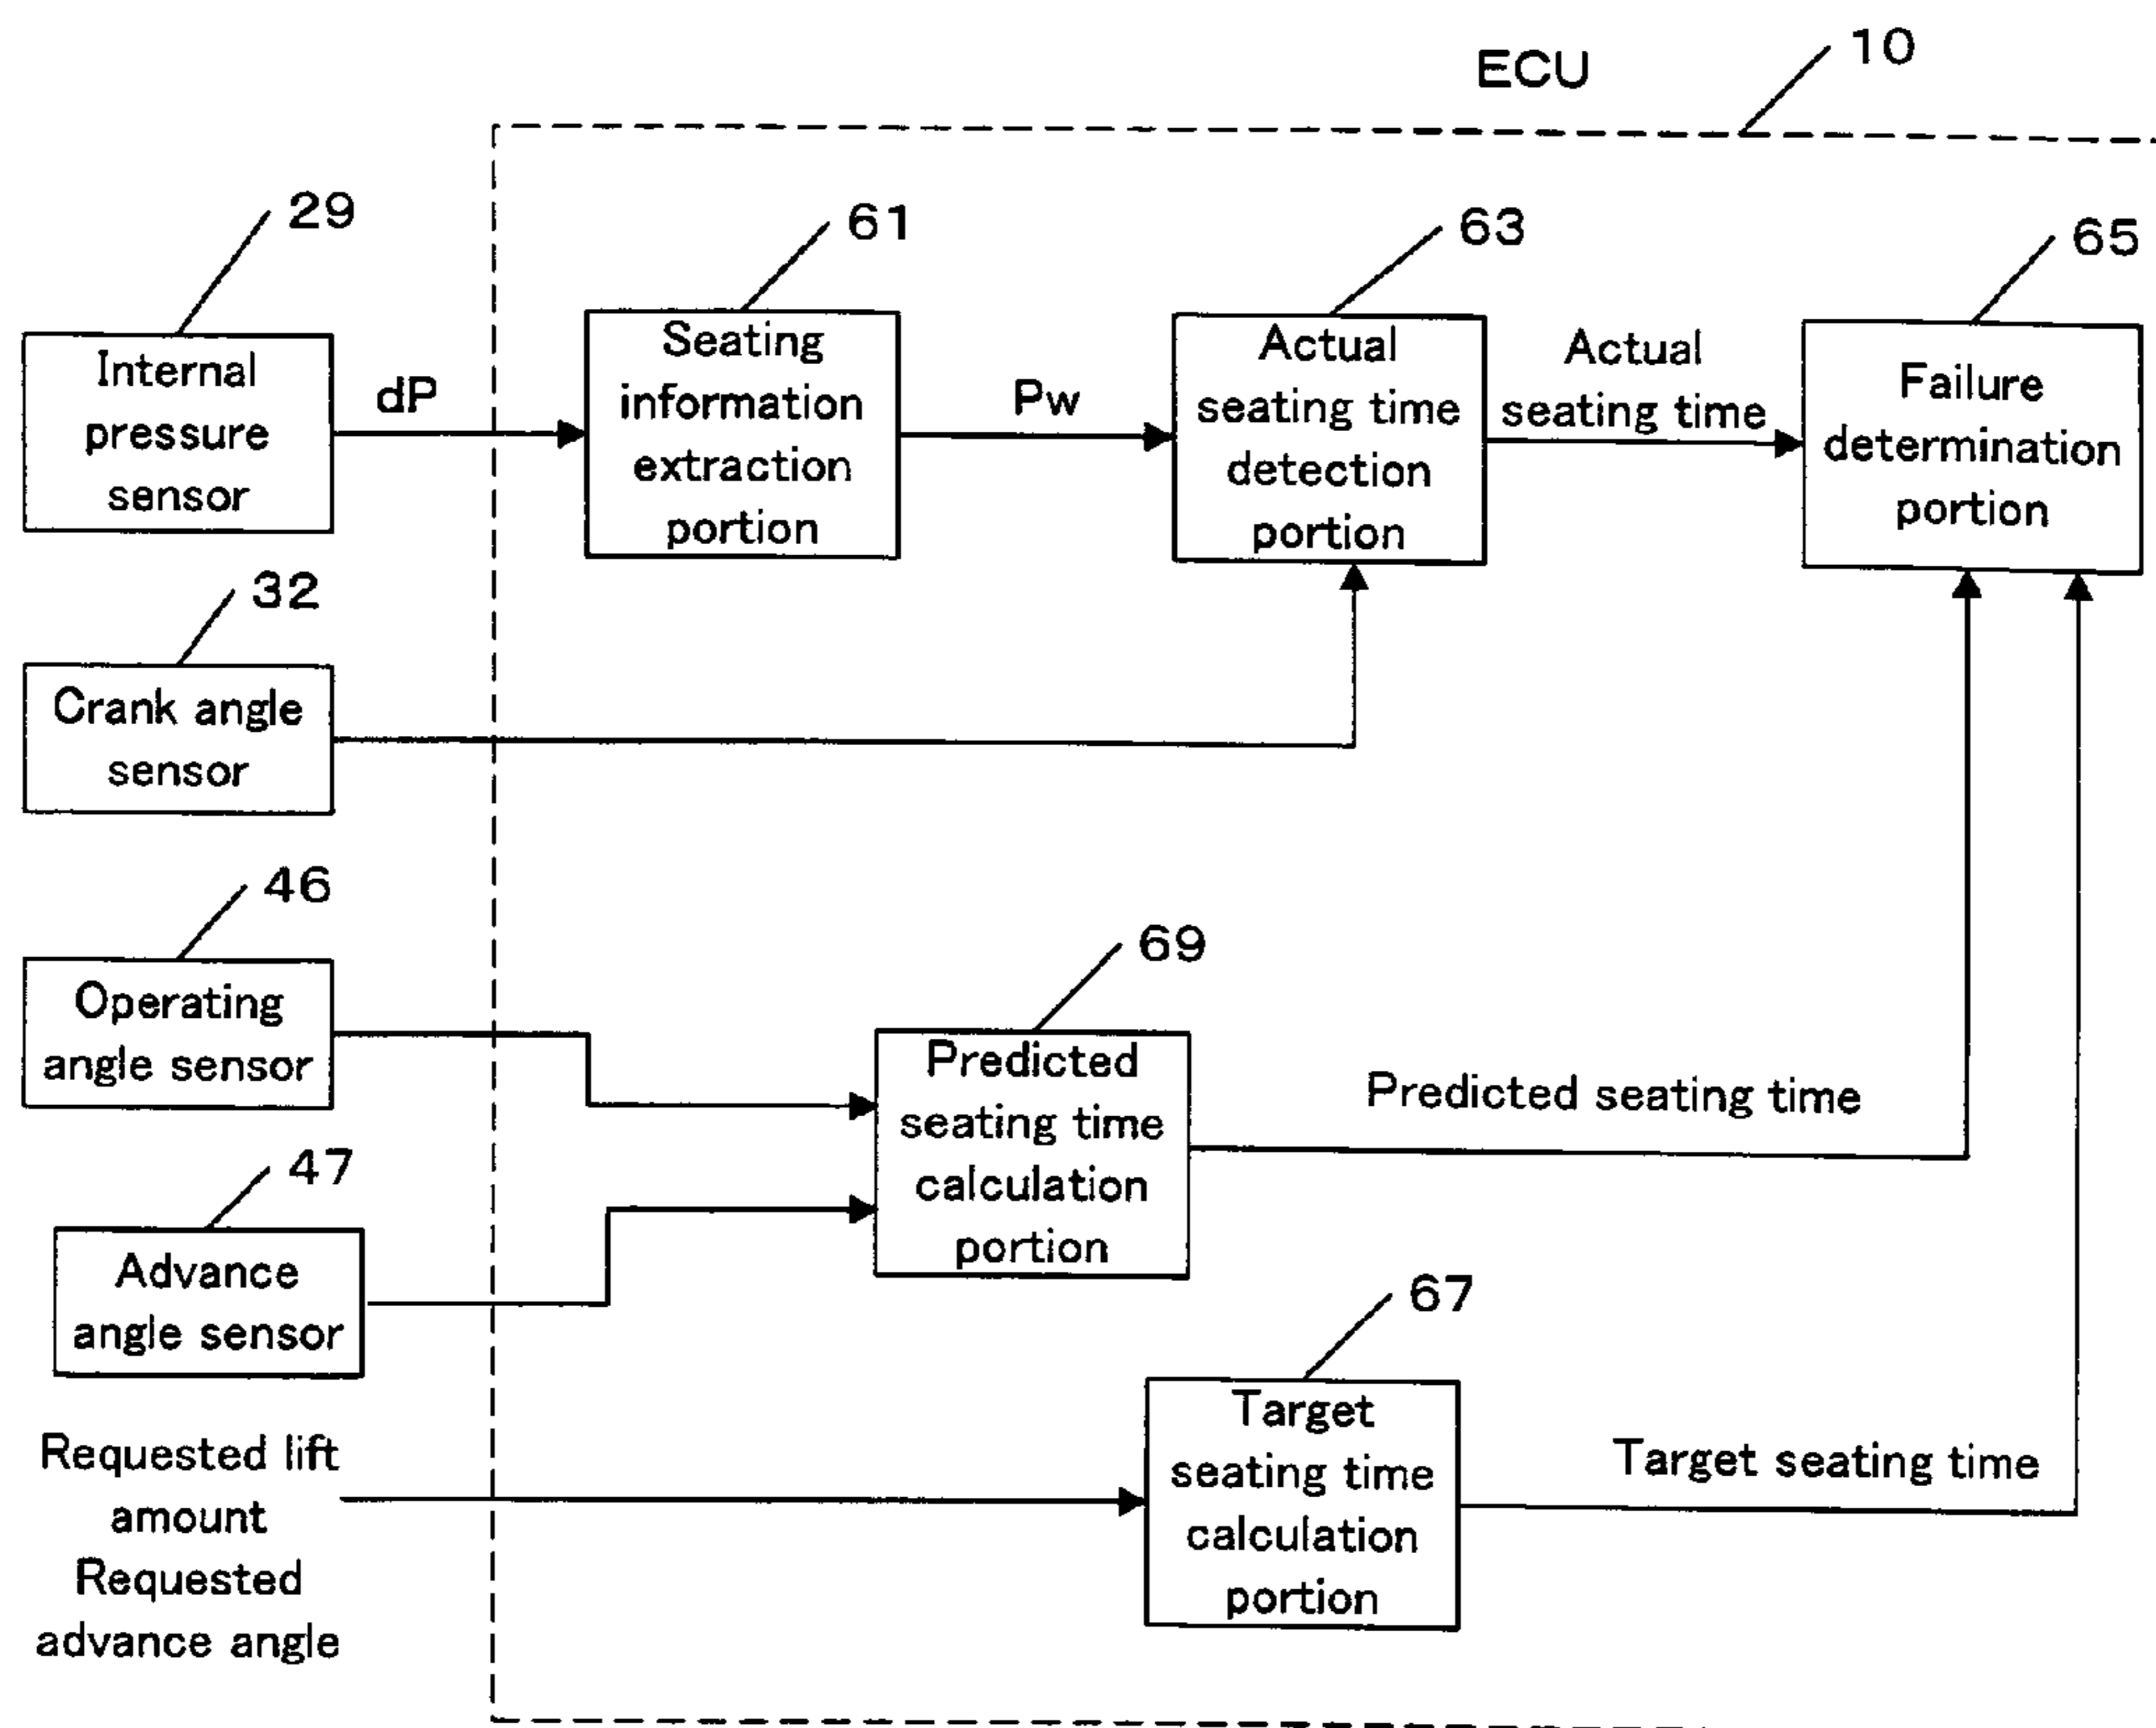 ECU
10
29
61
63
65
Internal
pressure
sensor
dP
Seating
information
extraction
portion
Pw
Actual
seating time
detection
portion
Actual
seating time
Failure
determination
portion
32
Crank angle
sensor
46
Operating
angle sensor
69
Predicted
seating time
calculation
portion
Predicted seating time
47
Advance
angle sensor
67
Target
seating time
calculation
portion
Target seating time
Requested lift
amount
Requested
advance angle